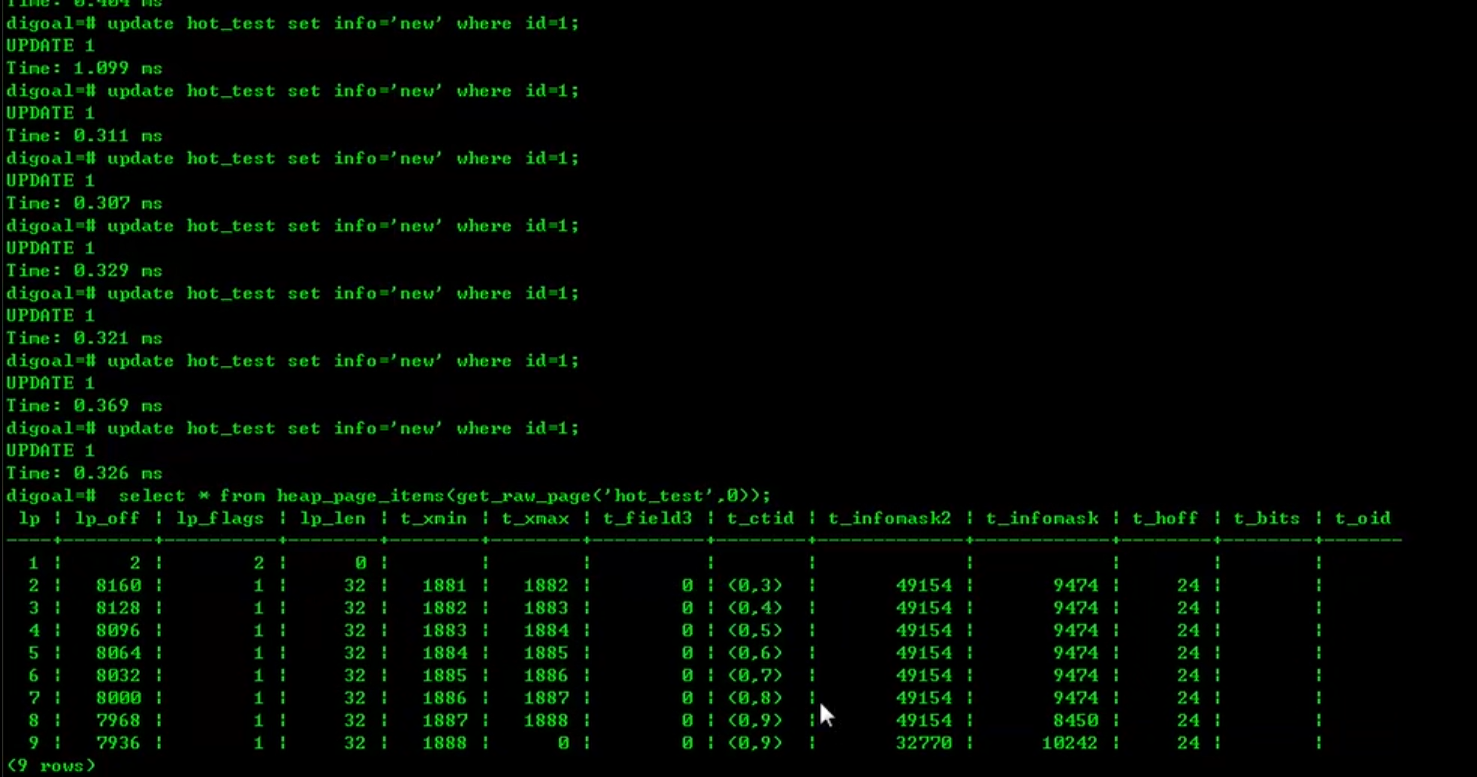 Time: 0.404 ms
digoal=# update hot_test set info='new' where id=1;
UPDATE 1
Time: 1.099 ms
digoal=# update hot_test set info='new' where id=1;
UPDATE 1
Time: 0.311 ms
digoal=# update hot_test set info='new' where id=1;
UPDATE 1
Time: 0.307 ms
digoal=# update hot_test set info='new' where id=1;
UPDATE 1
Time: 0.329 ms
digoal=# update hot_test set info='new' where id=1;
UPDATE 1
Time: 0.321 ms
digoal=# update hot_test set info='new' where id=1;
UPDATE 1
Time: 0.369 ms
digoal=# update hot_test set info='new' where id=1;
UPDATE 1
Time: 0.326 ms
digoal=#  select * from heap_page_items(get_raw_page('hot_test',0));
 lp | lp_off | lp_flags | lp_len | t_xmin | t_xmax | t_field3 | t_ctid | t_infomask2 | t_infomask | t_hoff | t_bits | t_oid
----+--------+----------+--------+--------+--------+----------+--------+-------------+------------+--------+--------+-------
  1 |      2 |        2 |      0 |        |        |          |        |             |            |        |        |
  2 |   8160 |        1 |     32 |   1881 |   1882 |        0 | (0,3)  |       49154 |       9474 |     24 |        |
  3 |   8128 |        1 |     32 |   1882 |   1883 |        0 | (0,4)  |       49154 |       9474 |     24 |        |
  4 |   8096 |        1 |     32 |   1883 |   1884 |        0 | (0,5)  |       49154 |       9474 |     24 |        |
  5 |   8064 |        1 |     32 |   1884 |   1885 |        0 | (0,6)  |       49154 |       9474 |     24 |        |
  6 |   8032 |        1 |     32 |   1885 |   1886 |        0 | (0,7)  |       49154 |       9474 |     24 |        |
  7 |   8000 |        1 |     32 |   1886 |   1887 |        0 | (0,8)  |       49154 |       9474 |     24 |        |
  8 |   7968 |        1 |     32 |   1887 |   1888 |        0 | (0,9)  |       49154 |       8450 |     24 |        |
  9 |   7936 |        1 |     32 |   1888 |      0 |        0 | (0,9)  |       32770 |      10242 |     24 |        |
(9 rows)